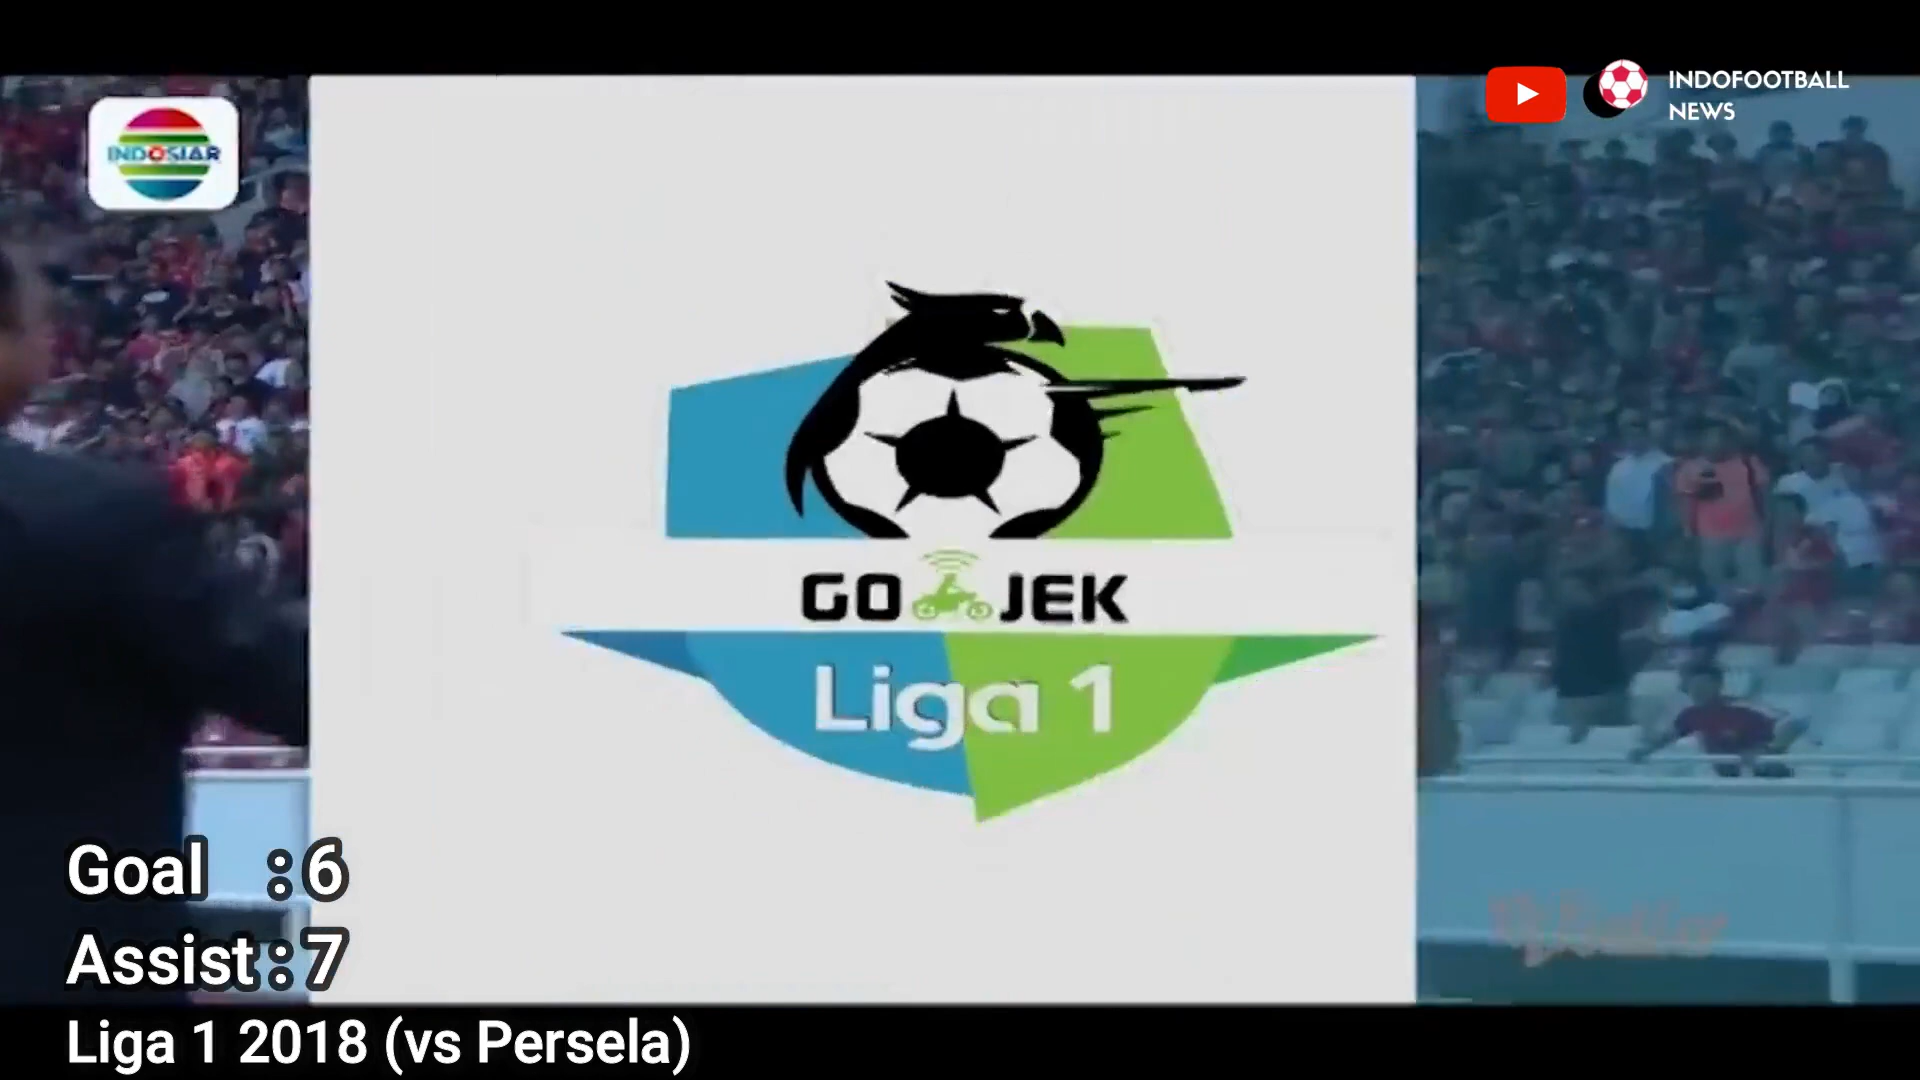 INDOSIAR
INDOFOOTBALL
NEWS
GO JEK
Liga 1
Goal :6
Assist:7
Liga 1 2018 (vs Persela)